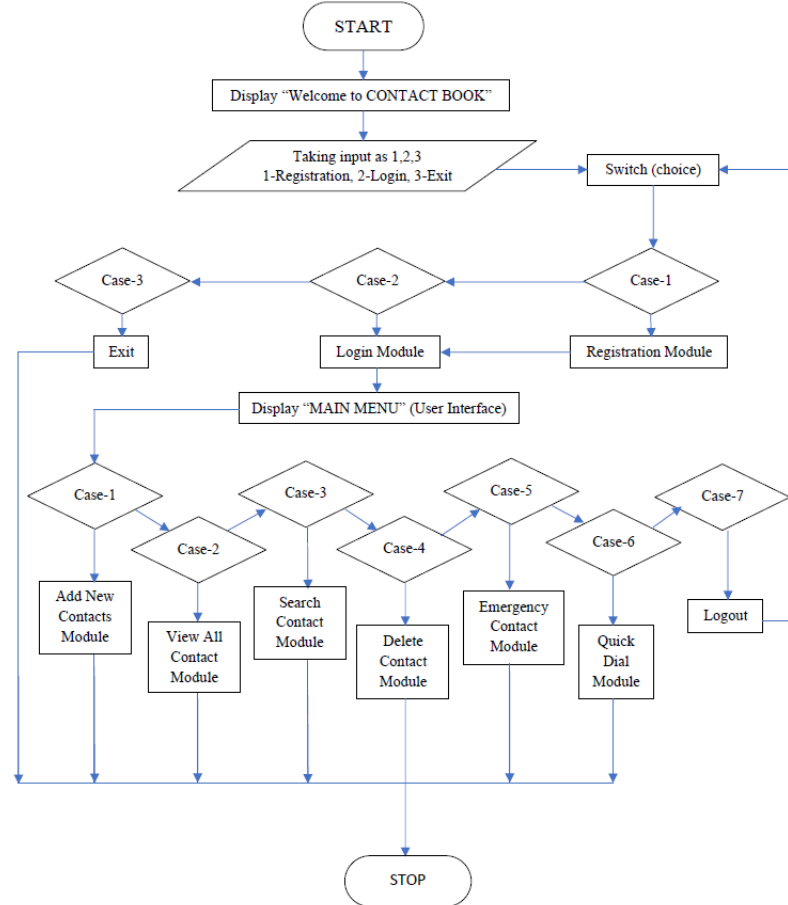 START
Display “Welcome to CONTACT BOOK”
Taking input as 1,2,3
1-Registration, 2-Login, 3-Exit
Switch (choice)
Case-3
Case-2
Case-1
Exit
Login Module
Registration Module
Display “MAIN MENU” (User Interface)
Case-1
Case-2
Case-3
Case-4
Case-5
Case-6
Case-7
Add New
Contacts
Module
View All
Contact
Module
Search
Contact
Module
Delete
Contact
Module
Emergency
Contact
Module
Quick
Dial
Module
Logout
STOP